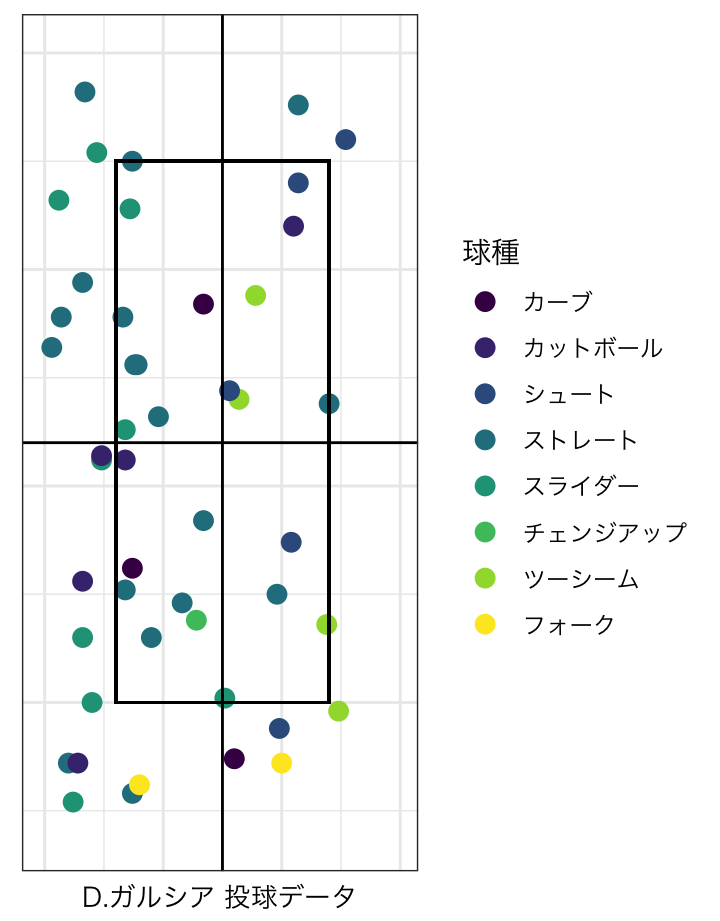 球種
カーブ
カットボール
シュート
ストレート
スライダー
チェンジアップ
ツーシーム
フォーク
D.ガルシア 投球データ